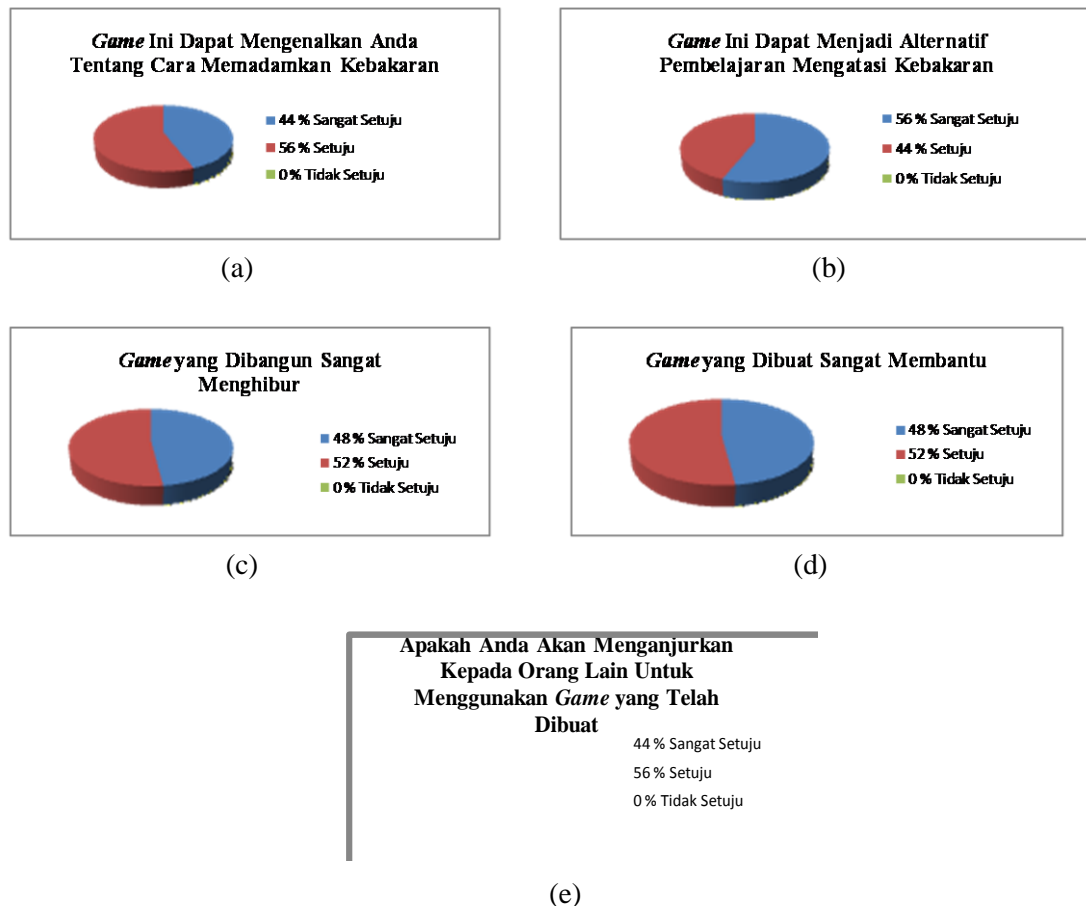 Game Ini Dapat Mengenalkan Anda
Tentang Cara Memadamkan Kebakaran
44 % Sangat Setuju
56 % Setuju
0 % Tidak Setuju
(a)
Game Ini Dapat Menjadi Alternatif
Pembelajaran Mengatasi Kebakaran
56 % Sangat Setuju
44 % Setuju
0 % Tidak Setuju
(b)
Game yang Dibangun Sangat
Menghibur
48 % Sangat Setuju
52 % Setuju
0 % Tidak Setuju
(c)
Game yang Dibuat Sangat Membantu
48 % Sangat Setuju
52 % Setuju
0 % Tidak Setuju
(d)
Apakah Anda Akan Menganjurkan
Kepada Orang Lain Untuk
Menggunakan Game yang Telah
Dibuat
44 % Sangat Setuju
56 % Setuju
0 % Tidak Setuju
(e)